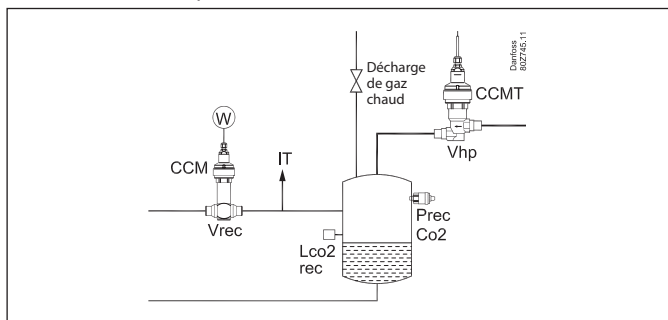 Danfoss
80Z745.11
Décharge
de gaz
chaud
CCMT
W
CCM
IT
Vhp
Vrec
Prec
Co2
Lco2
rec